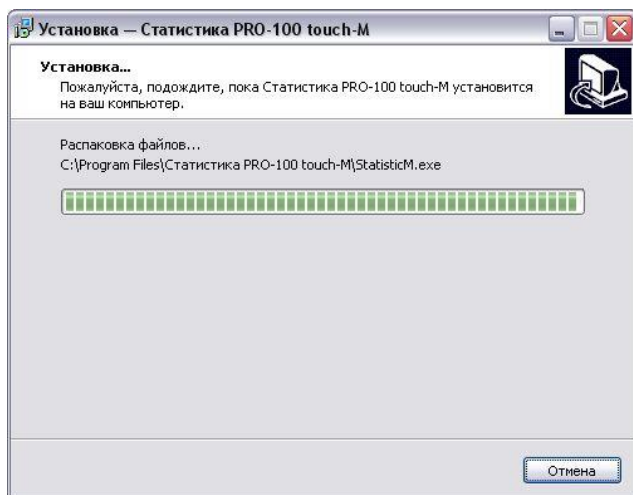 Установка — Статистика PRO-100 touch-M
Установка...
Пожалуйста, подождите, пока Статистика PRO-100 touch-M установится
на ваш компьютер.
Распаковка файлов...
C:\Program Files\Статистика PRO-100 touch-M\StatisticM.exe
Отмена